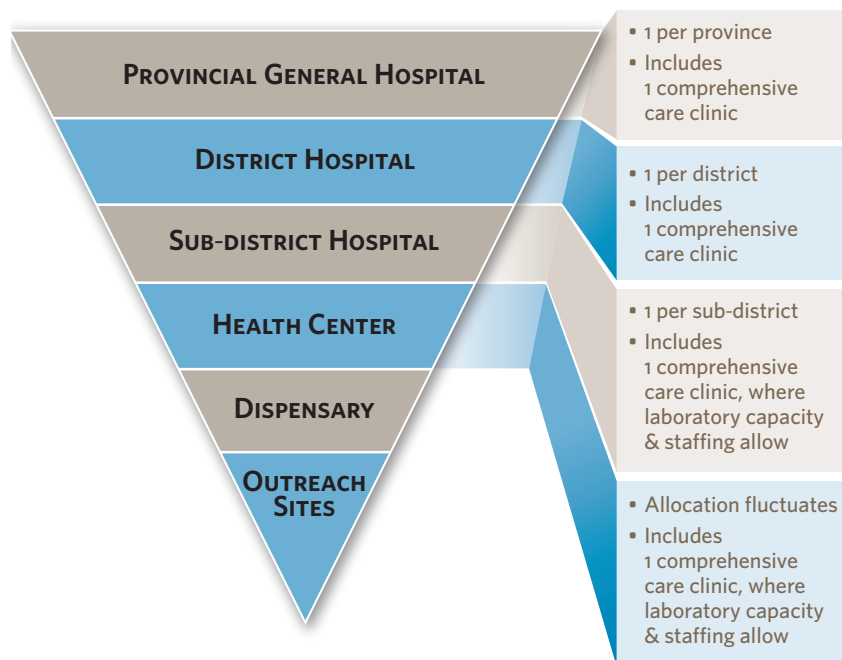 PROVINCIAL GENERAL HOSPITAL
DISTRICT HOSPITAL
SUB-DISTRICT HOSPITAL
HEALTH CENTER
DISPENSARY
OUTREACH
SITES
▪ 1 per province
▪ Includes
1 comprehensive
care clinic
▪ 1 per district
▪ Includes
1 comprehensive
care clinic
▪ 1 per sub-district
▪ Includes
1 comprehensive
care clinic, where
laboratory capacity
& staffing allow
▪ Allocation fluctuates
▪ Includes
1 comprehensive
care clinic, where
laboratory capacity
& staffing allow